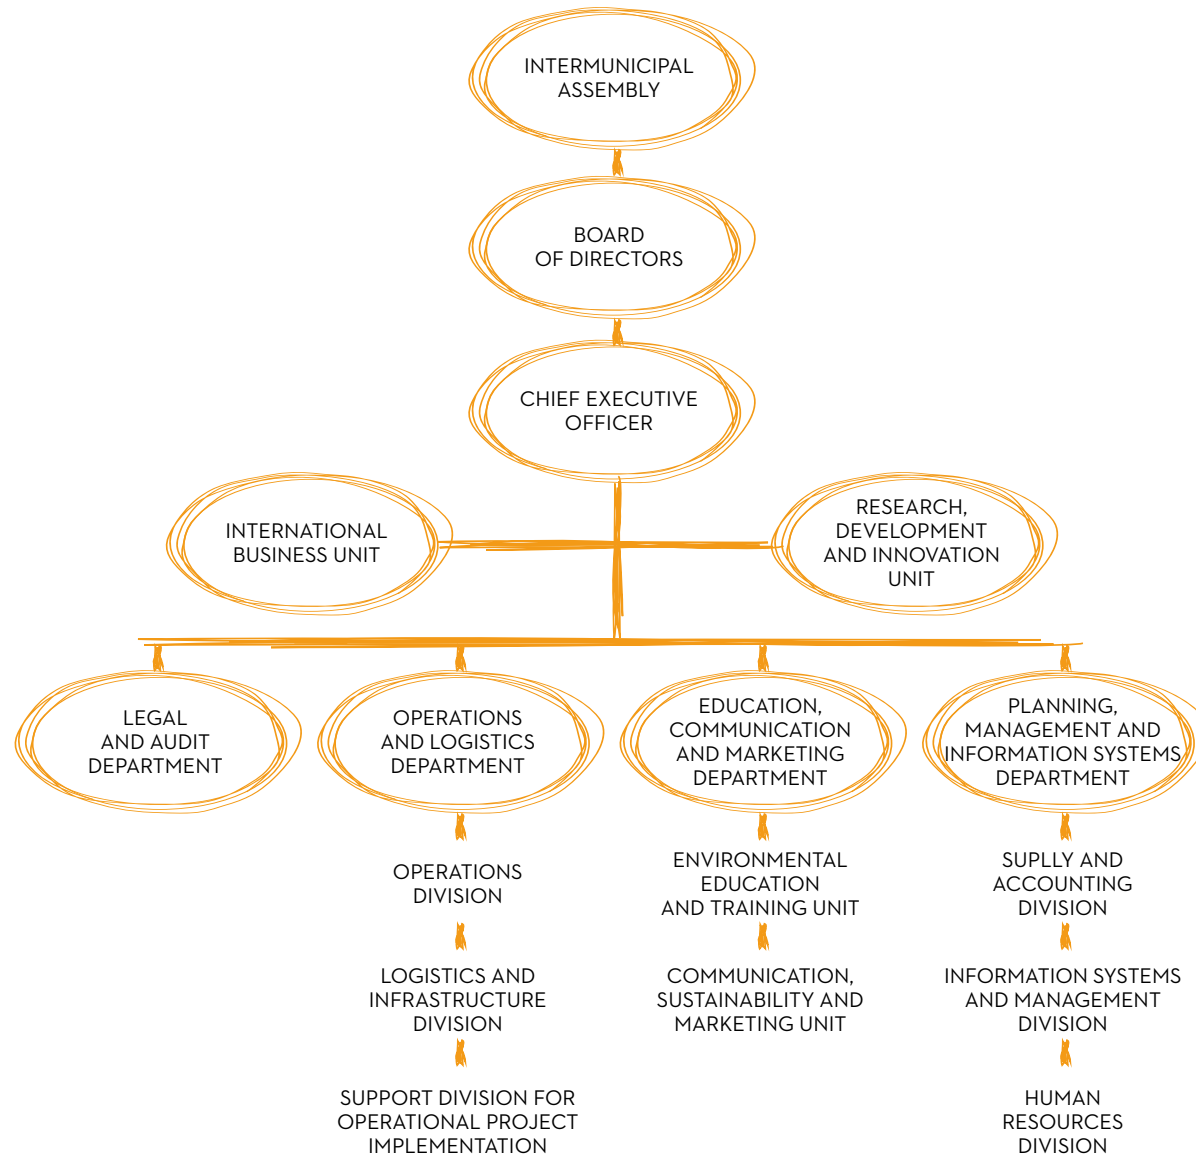 INTERMUNICIPAL
ASSEMBLY
BOARD
OF DIRECTORS
CHIEF EXECUTIVE
OFFICER
INTERNATIONAL
BUSINESS UNIT
RESEARCH,
DEVELOPMENT
AND INNOVATION
UNIT
LEGAL
AND AUDIT
DEPARTMENT
OPERATIONS
AND LOGISTICS
DEPARTMENT
EDUCATION,
COMMUNICATION
AND MARKETING
DEPARTMENT
PLANNING,
MANAGEMENT AND
INFORMATION SYSTEMS
DEPARTMENT
OPERATIONS
DIVISION
LOGISTICS AND
INFRASTRUCTURE
DIVISION
SUPPORT DIVISION FOR
OPERATIONAL PROJECT
IMPLEMENTATION
ENVIRONMENTAL
EDUCATION
AND TRAINING UNIT
COMMUNICATION,
SUSTAINABILITY AND
MARKETING UNIT
SUPLLY AND
ACCOUNTING
DIVISION
INFORMATION SYSTEMS
AND MANAGEMENT
DIVISION
HUMAN
RESOURCES
DIVISION